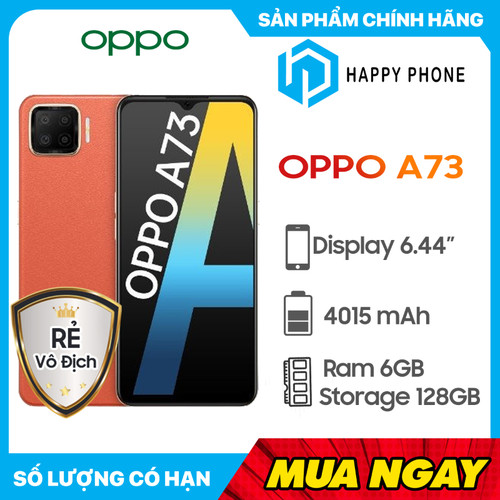 SẢN PHẨM CHÍNH HÃNG
oppo
HAPPY PHONE
OPPO A73
OPPO A73
Display 6.44”
4015 mAh
Ram 6GB
Storage 128GB
RẺ
Vô Địch
SỐ LƯỢNG CÓ HẠN
MUA NGAY